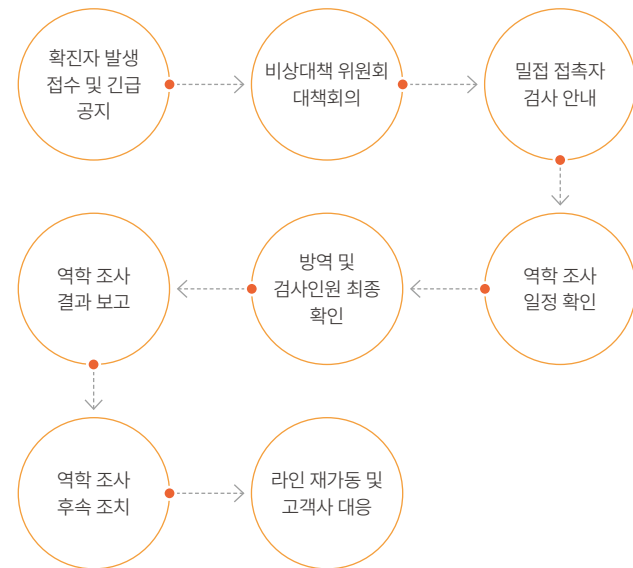 확진자 발생
접수 및 긴급
공지
비상대책 위원회
대책회의
밀접 접촉자
검사 안내
역학 조사
일정 확인
방역 및
검사인원 최종
확인
역학 조사
결과 보고
역학 조사
후속 조치
라인 재가동 및
고객사 대응